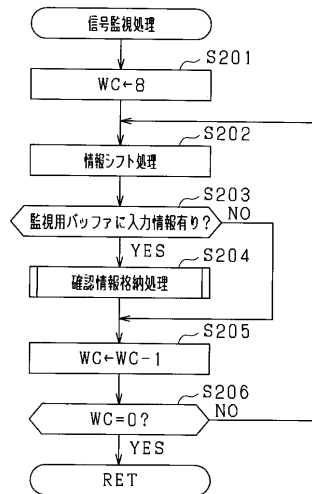 信号監視処理
S201
WC←8
S202
情報シフト処理
S203
監視用バッファに入力情報有り?
NO
YES
S204
確認情報格納処理
S205
WC←WC-1
S206
WC=0?
NO
YES
RET